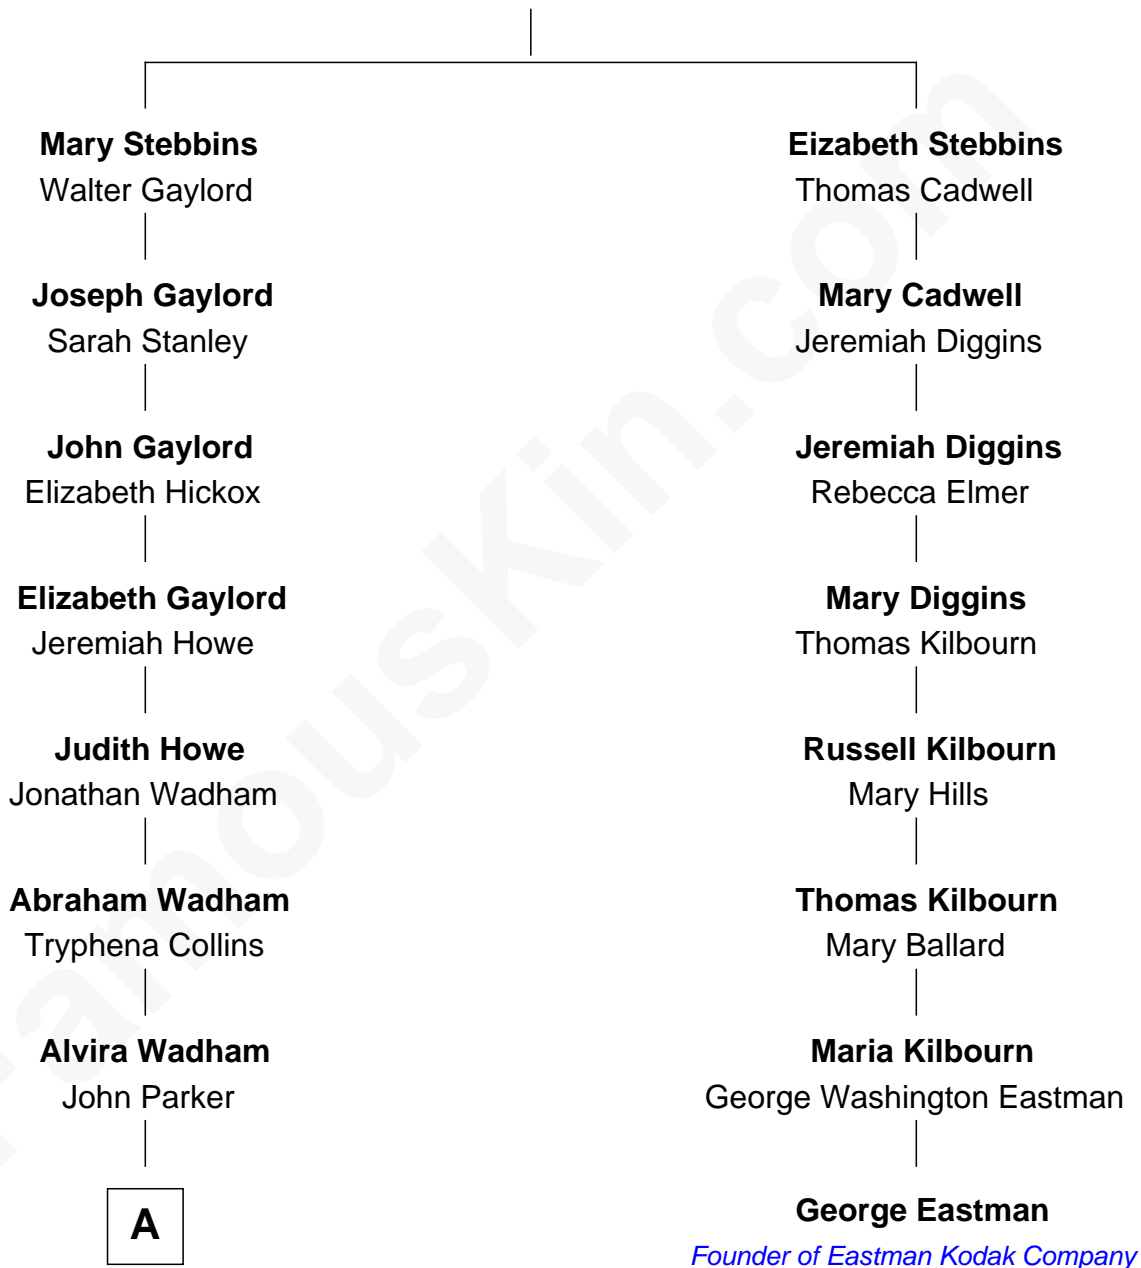 Mary Stebbins
Walter Gaylord
Joseph Gaylord
Sarah Stanley
John Gaylord
Elizabeth Hickox
Elizabeth Gaylord
Jeremiah Howe
Judith Howe
Jonathan Wadham
Abraham Wadham
Tryphena Collins
Alvira Wadham
John Parker
A
Eizabeth Stebbins
Thomas Cadwell
Mary Cadwell
Jeremiah Diggins
Jeremiah Diggins
Rebecca Elmer
Mary Diggins
Thomas Kilbourn
Russell Kilbourn
Mary Hills
Thomas Kilbourn
Mary Ballard
Maria Kilbourn
George Washington Eastman
George Eastman
Founder of Eastman Kodak Company
FamousKin.com